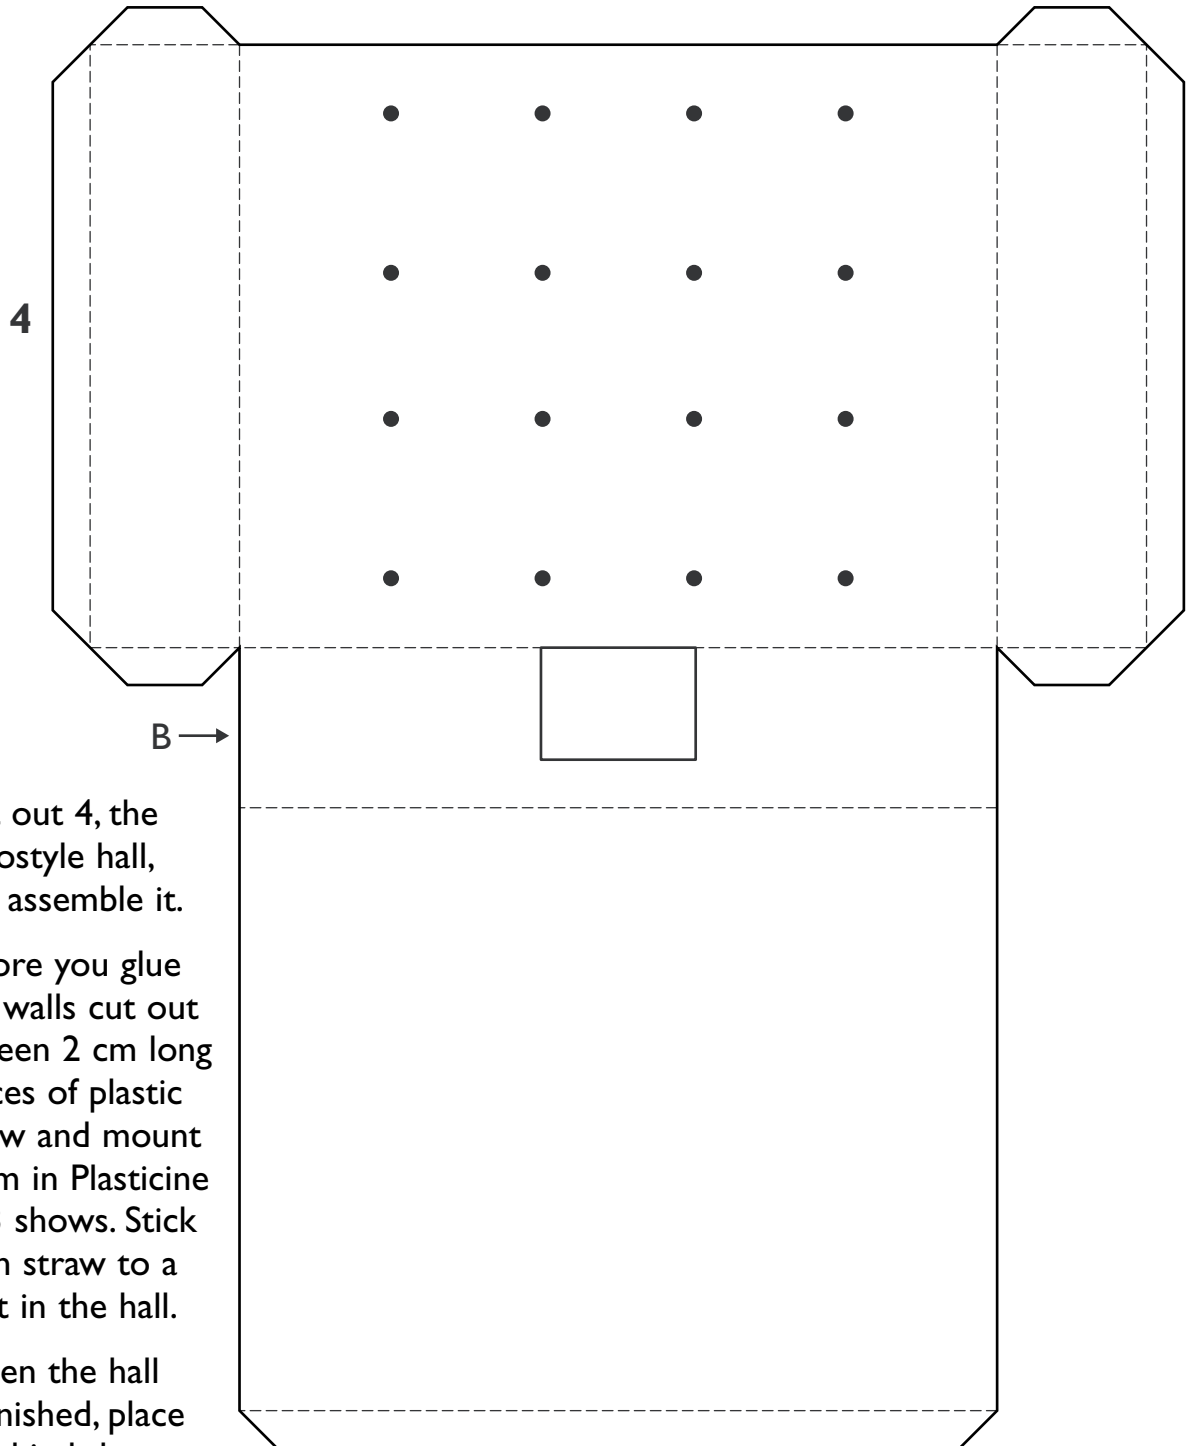 4
B
out 4, the
ostyle hall,
assemble it.
ore you glue
walls cut out
een 2 cm long
ces of plastic
w and mount
m in Plasticine
shows. Stick
h straw to a
t in the hall.
en the hall
nished, place